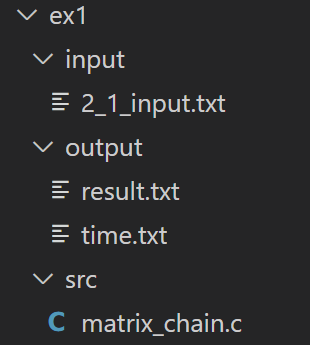 ex1
input
2_1_input.txt
output
result.txt
time.txt
src
C matrix_chain.c